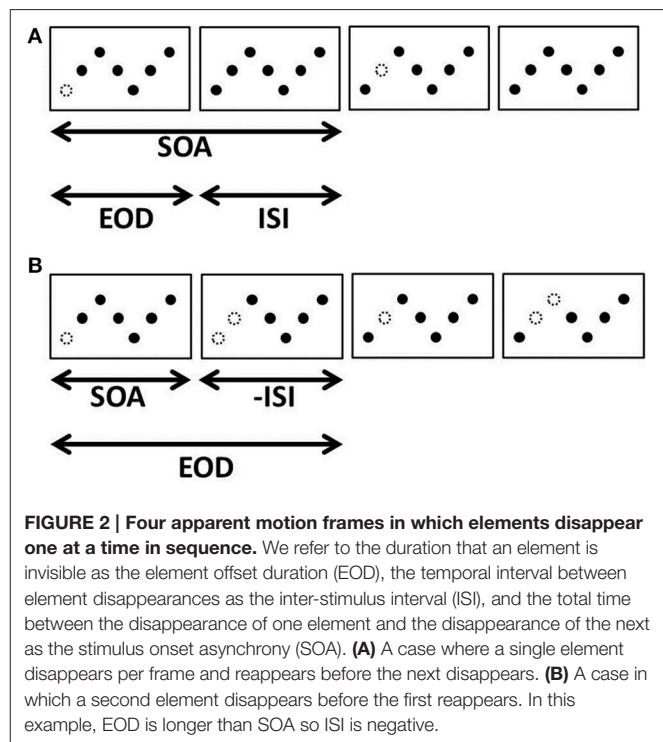 A
SOA
EOD ISI
B
SOA -ISI
EOD
FIGURE 2 | Four apparent motion frames in which elements disappear
one at a time in sequence. We refer to the duration that an element is
invisible as the element offset duration (EOD), the temporal interval between
element disappearances as the inter-stimulus interval (ISI), and the total time
between the disappearance of one element and the disappearance of the next
as the stimulus onset asynchrony (SOA). (A) A case where a single element
disappears per frame and reappears before the next disappears. (B) A case in
which a second element disappears before the first reappears. In this
example, EOD is longer than SOA so ISI is negative.